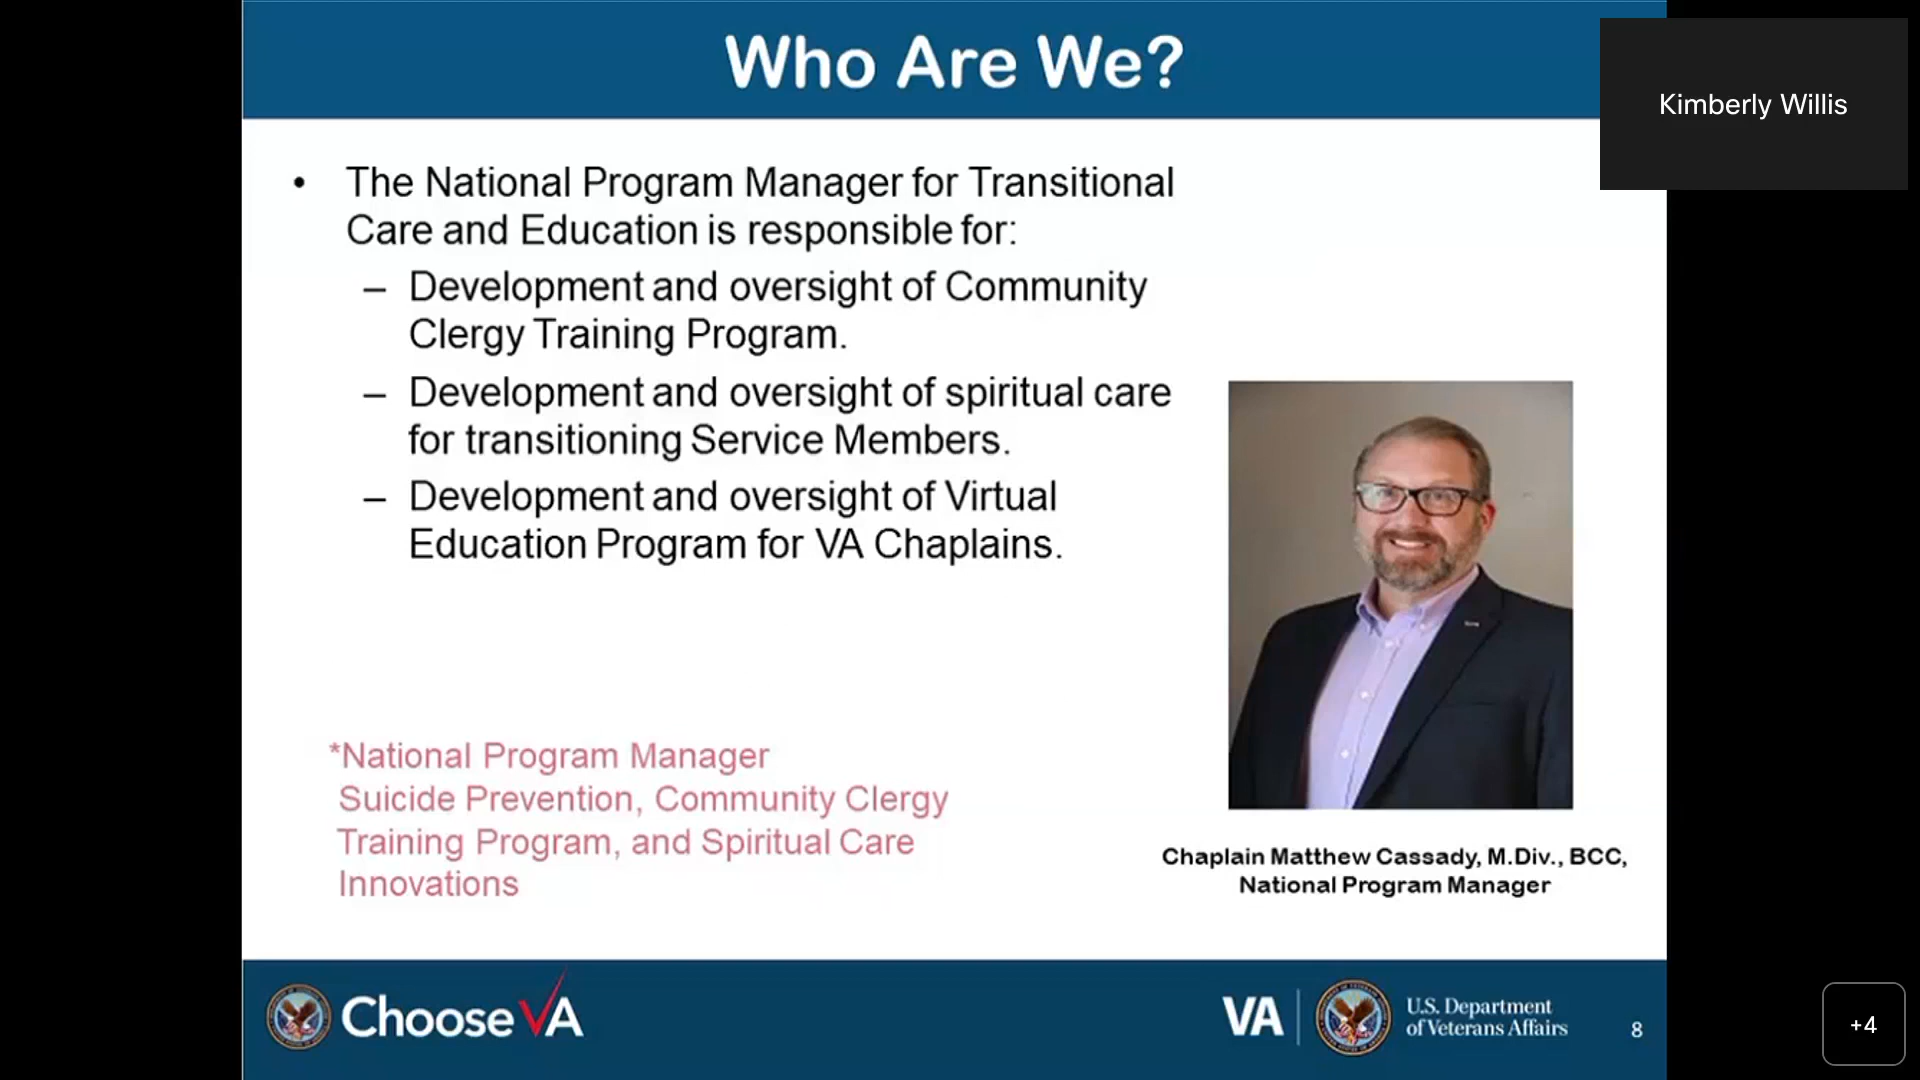 Who Are We?
Kimberly Willis
• The National Program Manager for Transitional
Care and Education is responsible for:
– Development and oversight of Community
Clergy Training Program.
– Development and oversight of spiritual care
for transitioning Service Members.
– Development and oversight of Virtual
Education Program for VA Chaplains.
*National Program Manager
Suicide Prevention, Community Clergy
Training Program, and Spiritual Care
Innovations
Chaplain Matthew Cassady, M.Div., BCC,
National Program Manager
Choose VA
VA
U.S. Department
of Veterans Affairs
8
+4